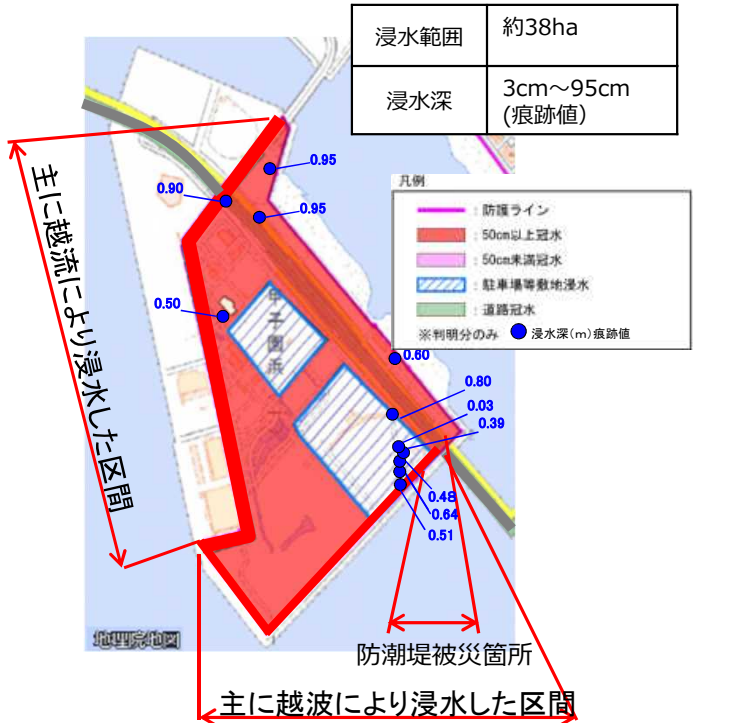 浸水範囲 約38ha
浸水深 3cm～95cm
(痕跡値)
凡例
：防護ライン
：50cm以上冠水
：50cm未満冠水
：駐車場等敷地浸水
：道路冠水
※判明分のみ 浸水深(m)痕跡値
0.95
0.90
0.95
0.50
0.60
0.80
0.03
0.39
0.48
0.64
0.51
甲子園浜
主に越流により浸水した区間
地理院地図
防潮堤被災箇所
主に越波により浸水した区間